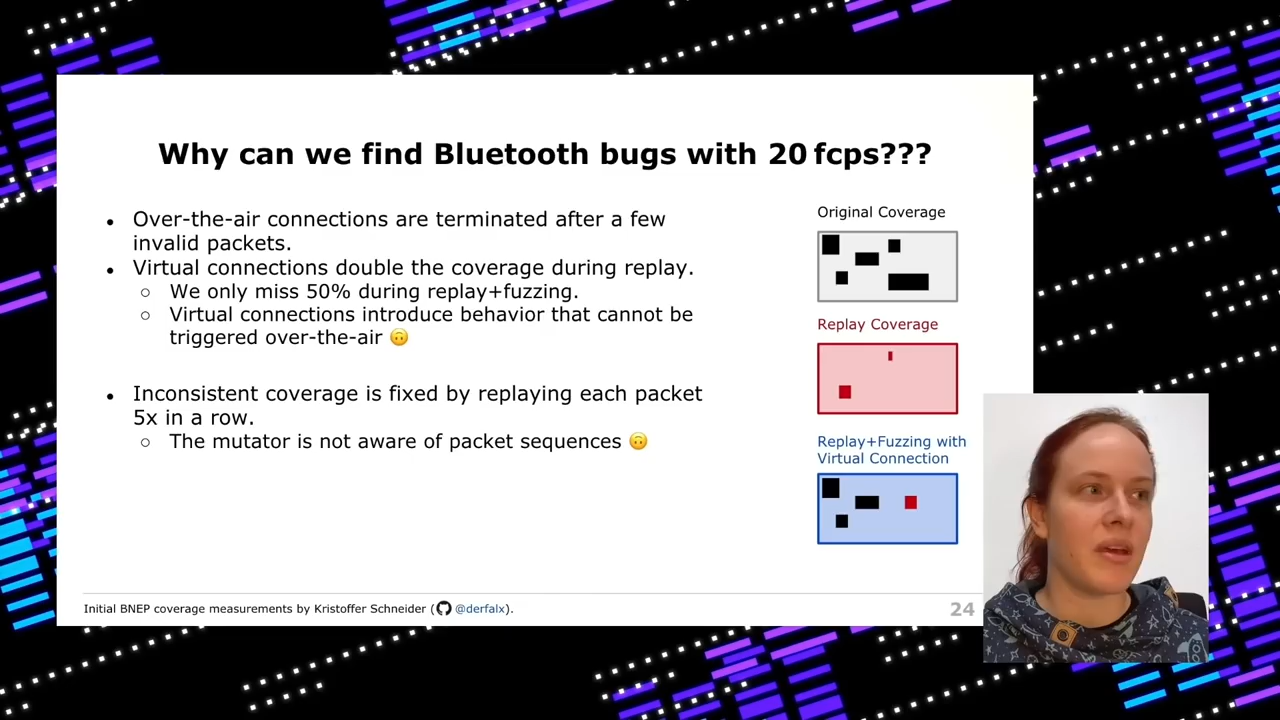 Why can we find Bluetooth bugs with 20 fcps???
• Over-the-air connections are terminated after a few
invalid packets.
• Virtual connections double the coverage during replay.
○ We only miss 50% during replay+fuzzing.
○ Virtual connections introduce behavior that cannot be
triggered over-the-air 🙃
• Inconsistent coverage is fixed by replaying each packet
5x in a row.
○ The mutator is not aware of packet sequences 🙃
Original Coverage
Replay Coverage
Replay+Fuzzing with
Virtual Connection
Initial BNEP coverage measurements by Kristoffer Schneider (@derfalx).
24